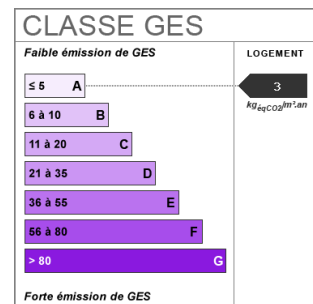 CLASSE GES
Faible émission de GES
LOGEMENT
≤ 5 A
3
kgéqCO2/m².an
6 à 10 B
11 à 20 C
21 à 35 D
36 à 55 E
56 à 80 F
> 80 G
Forte émission de GES